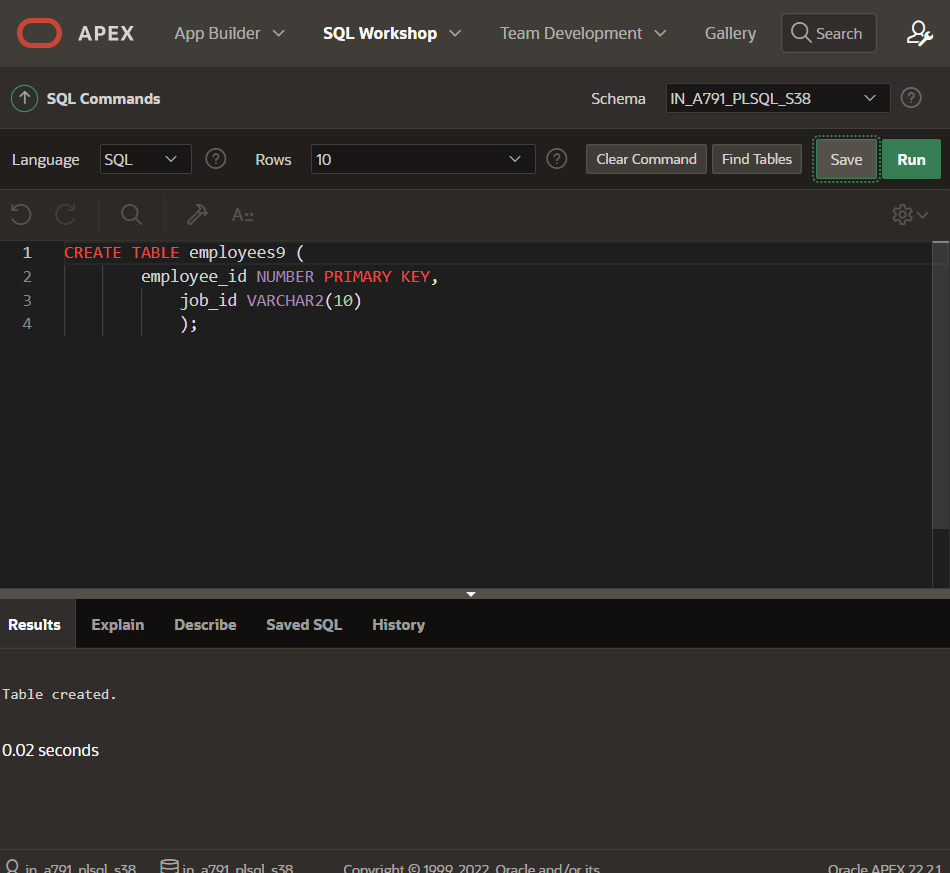 APEX App Builder SQL Workshop Team Development Gallery Search
SQL Commands Schema IN_A791_PLSQL_S38 ?
Language SQL ? Rows 10 ? Clear Command Find Tables Save Run
A::
1 CREATE TABLE employees9 (
2 employee_id NUMBER PRIMARY KEY,
3 job_id VARCHAR2(10)
4 );
Results Explain Describe Saved SQL History
Table created.
0.02 seconds
in_a791_plsql_s38 in_a791_plsql_s38 Copyright © 1999, 2022, Oracle and/or its Oracle APEX 22.2.1